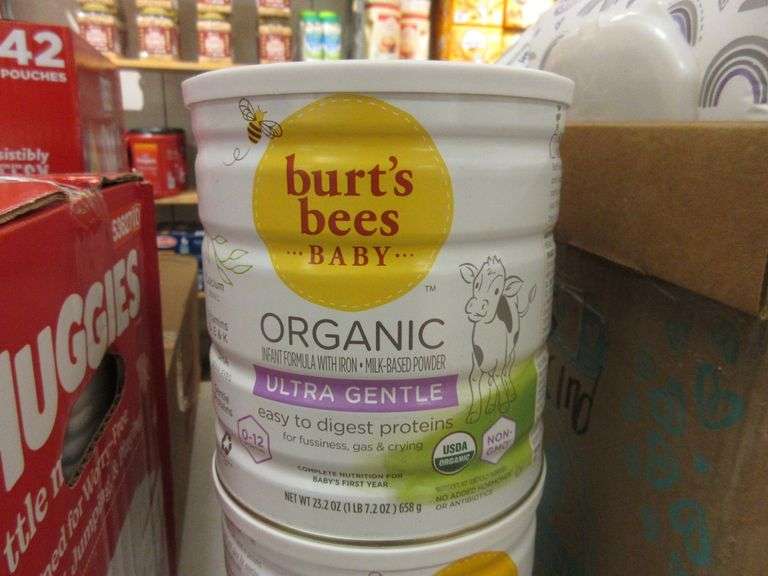 42
POUCHES
sistibly
HUGGIES
burt's
bees
BABY
TM
ORGANIC
INFANT FORMULA WITH IRON • MILK-BASED POWDER
ULTRA GENTLE
easy to digest proteins
for fussiness, gas & crying
0-12
USDA
ORGANIC
NON-
GMO
COMPLETE NUTRITION FOR
BABY'S FIRST YEAR
NO ADDED HORMONES
OR ANTIBIOTICS
NET WT 23.2 OZ (1 LB 7.2 OZ) 658 g